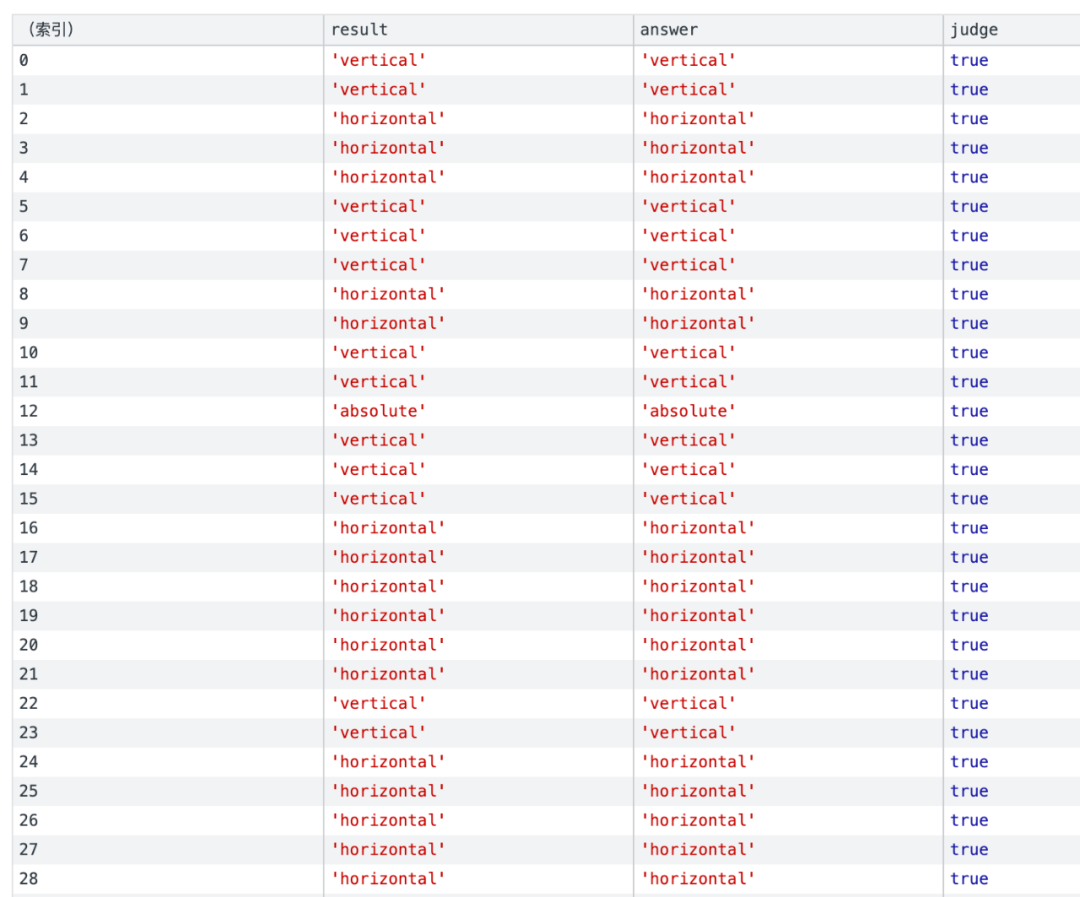 (索引) result answer judge
0 'vertical' 'vertical' true
1 'vertical' 'vertical' true
2 'horizontal' 'horizontal' true
3 'horizontal' 'horizontal' true
4 'horizontal' 'horizontal' true
5 'vertical' 'vertical' true
6 'vertical' 'vertical' true
7 'vertical' 'vertical' true
8 'horizontal' 'horizontal' true
9 'horizontal' 'horizontal' true
10 'vertical' 'vertical' true
11 'vertical' 'vertical' true
12 'absolute' 'absolute' true
13 'vertical' 'vertical' true
14 'vertical' 'vertical' true
15 'vertical' 'vertical' true
16 'horizontal' 'horizontal' true
17 'horizontal' 'horizontal' true
18 'horizontal' 'horizontal' true
19 'horizontal' 'horizontal' true
20 'horizontal' 'horizontal' true
21 'horizontal' 'horizontal' true
22 'vertical' 'vertical' true
23 'vertical' 'vertical' true
24 'horizontal' 'horizontal' true
25 'horizontal' 'horizontal' true
26 'horizontal' 'horizontal' true
27 'horizontal' 'horizontal' true
28 'horizontal' 'horizontal' true